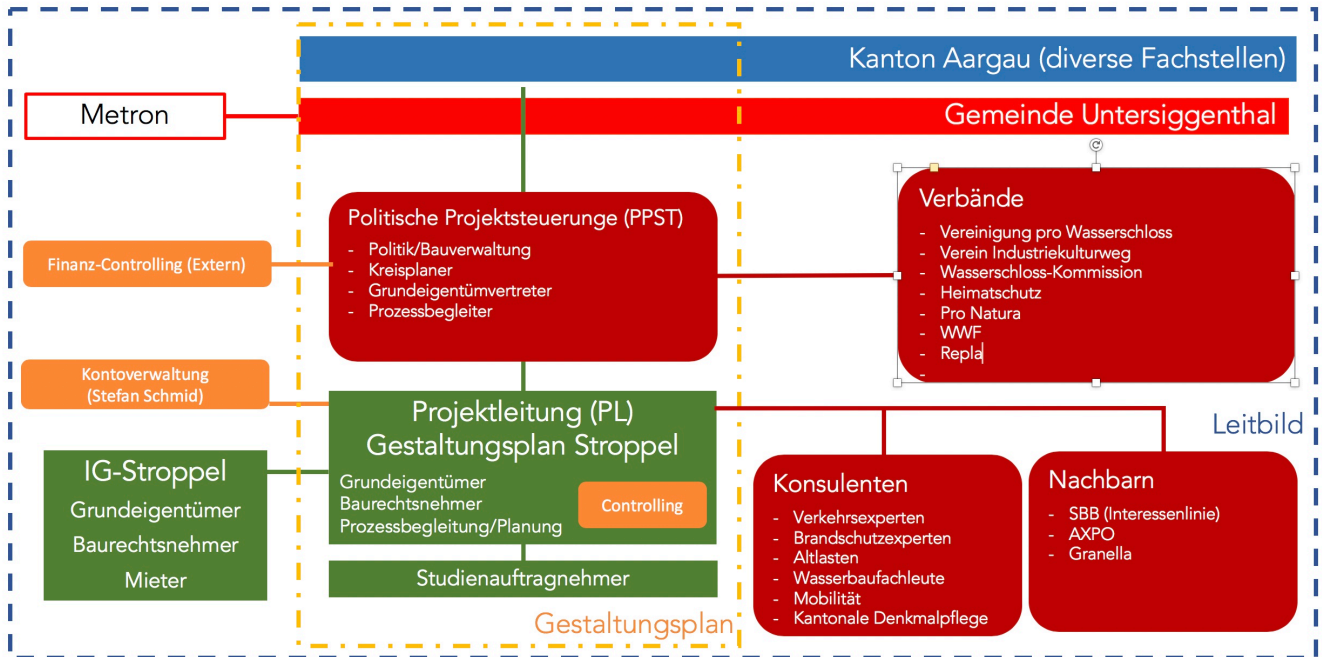 Kanton Aargau (diverse Fachstellen)
Metron
Gemeinde Untersiggenthal
Politische Projektsteuerunge (PPST)
- Politik/Bauverwaltung
- Kreisplaner
- Grundeigentümvertreter
- Prozessbegleiter
Verbände
- Vereinigung pro Wasserschloss
- Verein Industriekulturweg
- Wasserschloss-Kommission
- Heimatschutz
- Pro Natura
- WWF
- Repla
-
Finanz-Controlling (Extern)
Kontoverwaltung
(Stefan Schmid)
Projektleitung (PL)
Gestaltungsplan Stroppel
Grundeigentümer
Baurechtsnehmer
Prozessbegleitung/Planung
Controlling
Leitbild
IG-Stroppel
Grundeigentümer
Baurechtsnehmer
Mieter
Studienauftragnehmer
Gestaltungsplan
Konsulenten
- Verkehrsexperten
- Brandschutzexperten
- Altlasten
- Wasserbaufachleute
- Mobilität
- Kantonale Denkmalpflege
Nachbarn
- SBB (Interessenlinie)
- AXPO
- Granella